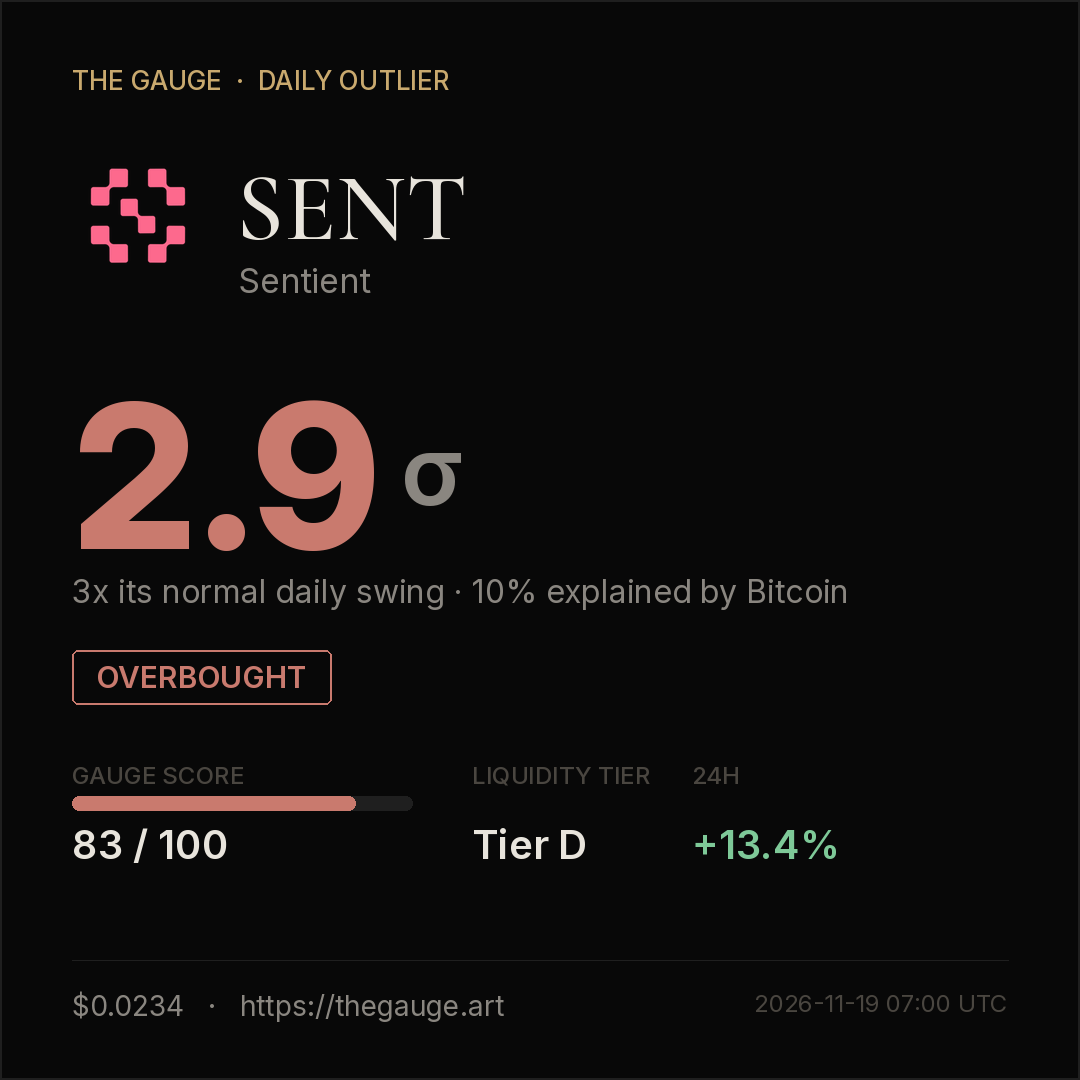 THE GAUGE · DAILY OUTLIER
SENT
Sentient
2.9 σ
3x its normal daily swing · 10% explained by Bitcoin
OVERBOUGHT
GAUGE SCORE LIQUIDITY TIER 24H
83 / 100 Tier D +13.4%
$0.0234 · https://thegauge.art 2026-11-19 07:00 UTC